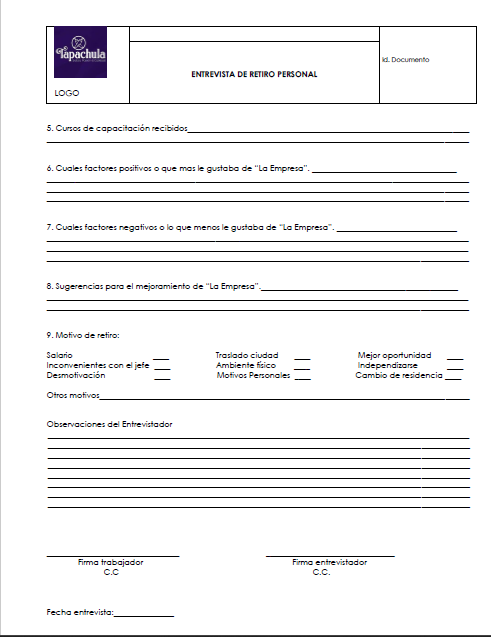 Tapachula
LOGO
ENTREVISTA DE RETIRO PERSONAL
Id. Documento
5. Cursos de capacitación recibidos
6. Cuales factores positivos o que mas le gustaba de “La Empresa”.
7. Cuales factores negativos o lo que menos le gustaba de “La Empresa”.
8. Sugerencias para el mejoramiento de “La Empresa”.
9. Motivo de retiro:
Salario Traslado ciudad Mejor oportunidad
Inconvenientes con el jefe Ambiente físico Independizarse
Desmotivación Motivos Personales Cambio de residencia
Otros motivos
Observaciones del Entrevistador
Firma trabajador Firma entrevistador
C.C C.C.
Fecha entrevista: